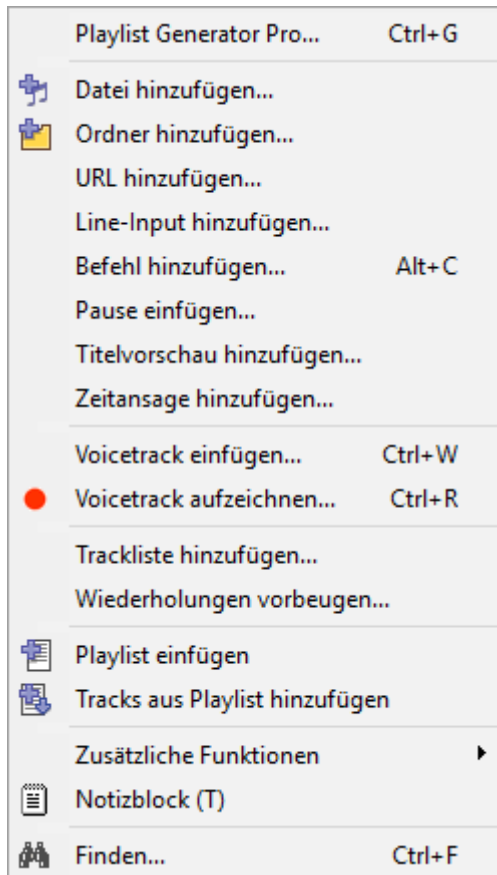 Playlist Generator Pro... Ctrl+G
Datei hinzufügen...
Ordner hinzufügen...
URL hinzufügen...
Line-Input hinzufügen...
Befehl hinzufügen... Alt+C
Pause einfügen...
Titelvorschau hinzufügen...
Zeitansage hinzufügen...
Voicetrack einfügen... Ctrl+W
Voicetrack aufzeichnen... Ctrl+R
Trackliste hinzufügen...
Wiederholungen vorbeugen...
Playlist einfügen
Tracks aus Playlist hinzufügen
Zusätzliche Funktionen
Notizblock (T)
Finden... Ctrl+F